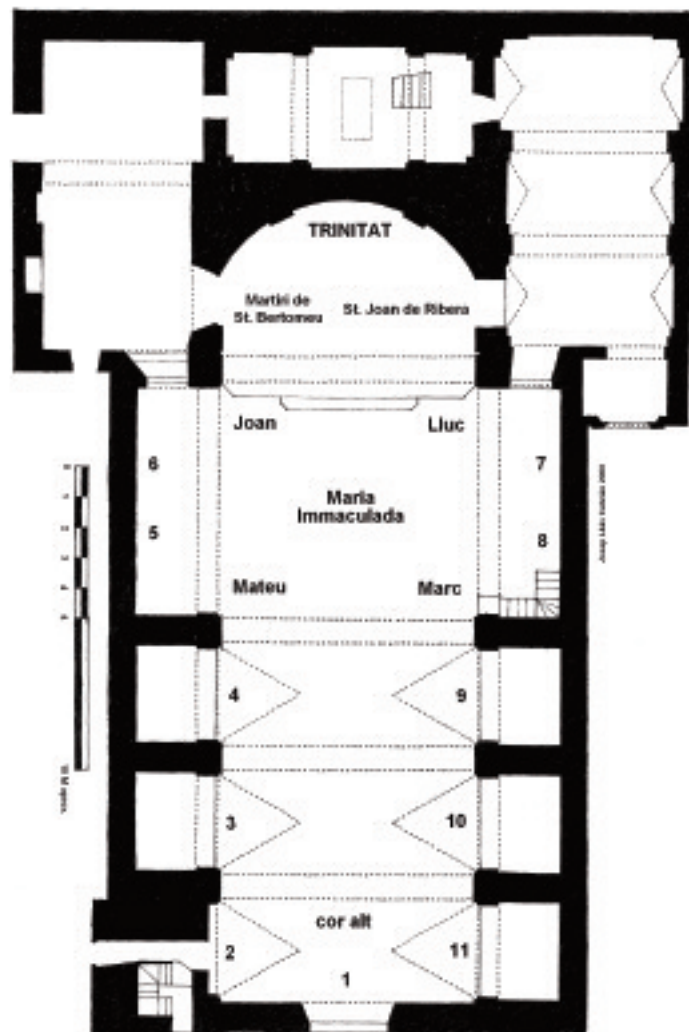 TRINITAT
Martiri de
St. Bertomeu
St. Joan de Ribera
Joan
Lluc
6
7
Maria
Immaculada
5
8
Mateu
Marc
4
9
3
10
cor alt
2
11
1